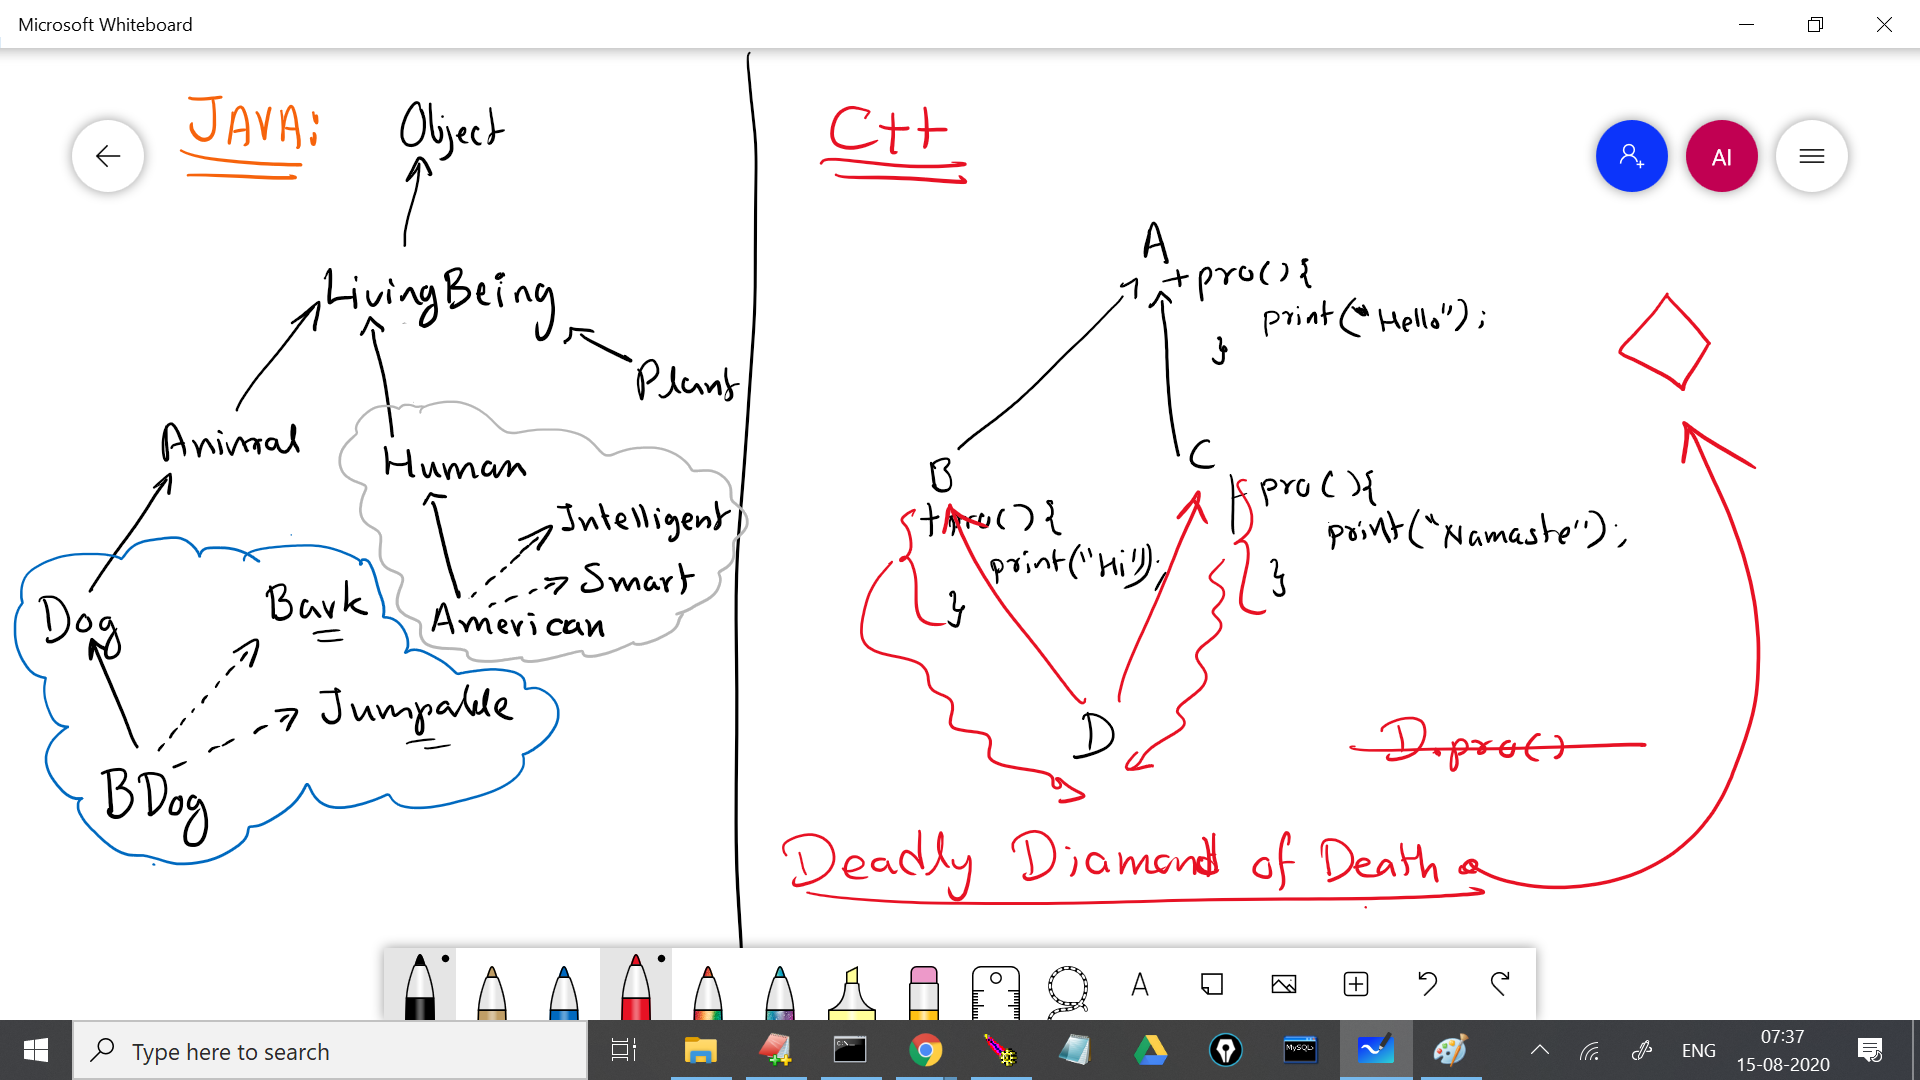 Microsoft Whiteboard
JAVA:
Object
LivingBeing
Plant
Animal
Human
Intelligent
Smart
American
Dog
Bark
Jumpable
BDog
C++
AI
A
+ pro() {
print("Hello");
}
B
+ pro() {
print("Hi");
}
C
+ pro() {
print("Namaste");
}
D
D.pro()
Deadly Diamond of Death
A
Type here to search
MySQL
ENG
07:37
15-08-2020